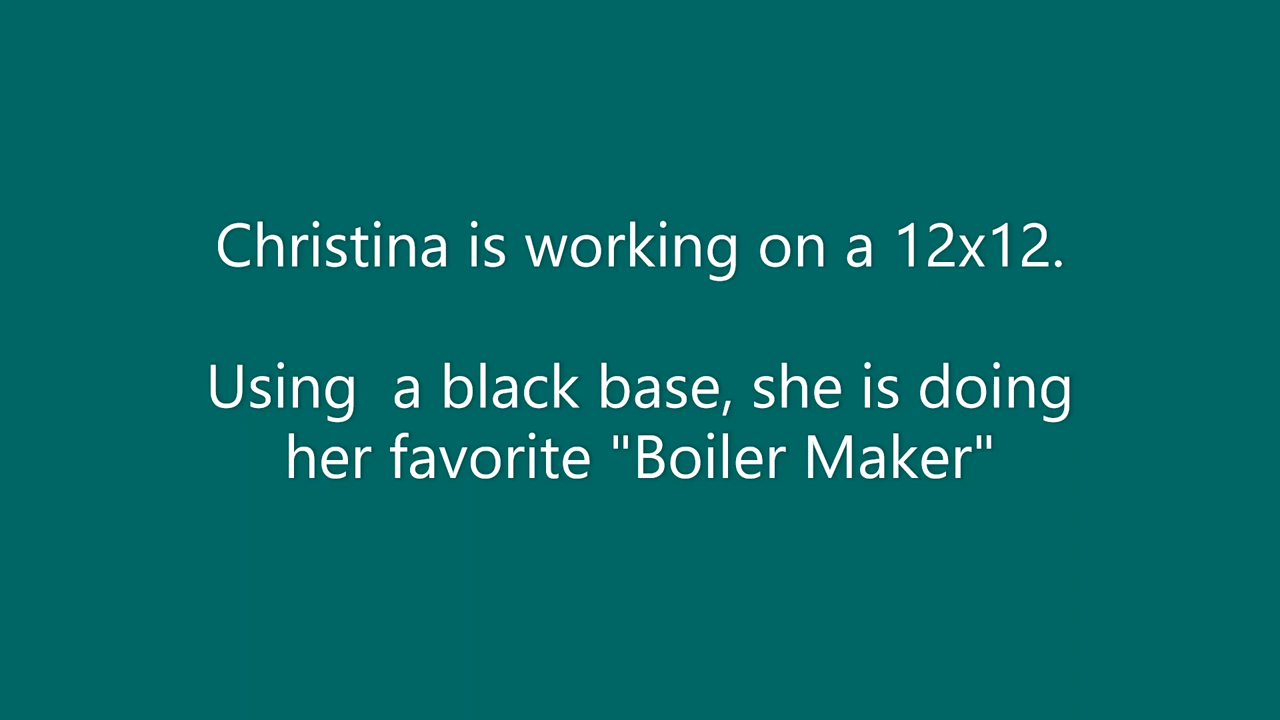 Christina is working on a 12x12.
Using  a black base, she is doing
her favorite "Boiler Maker"